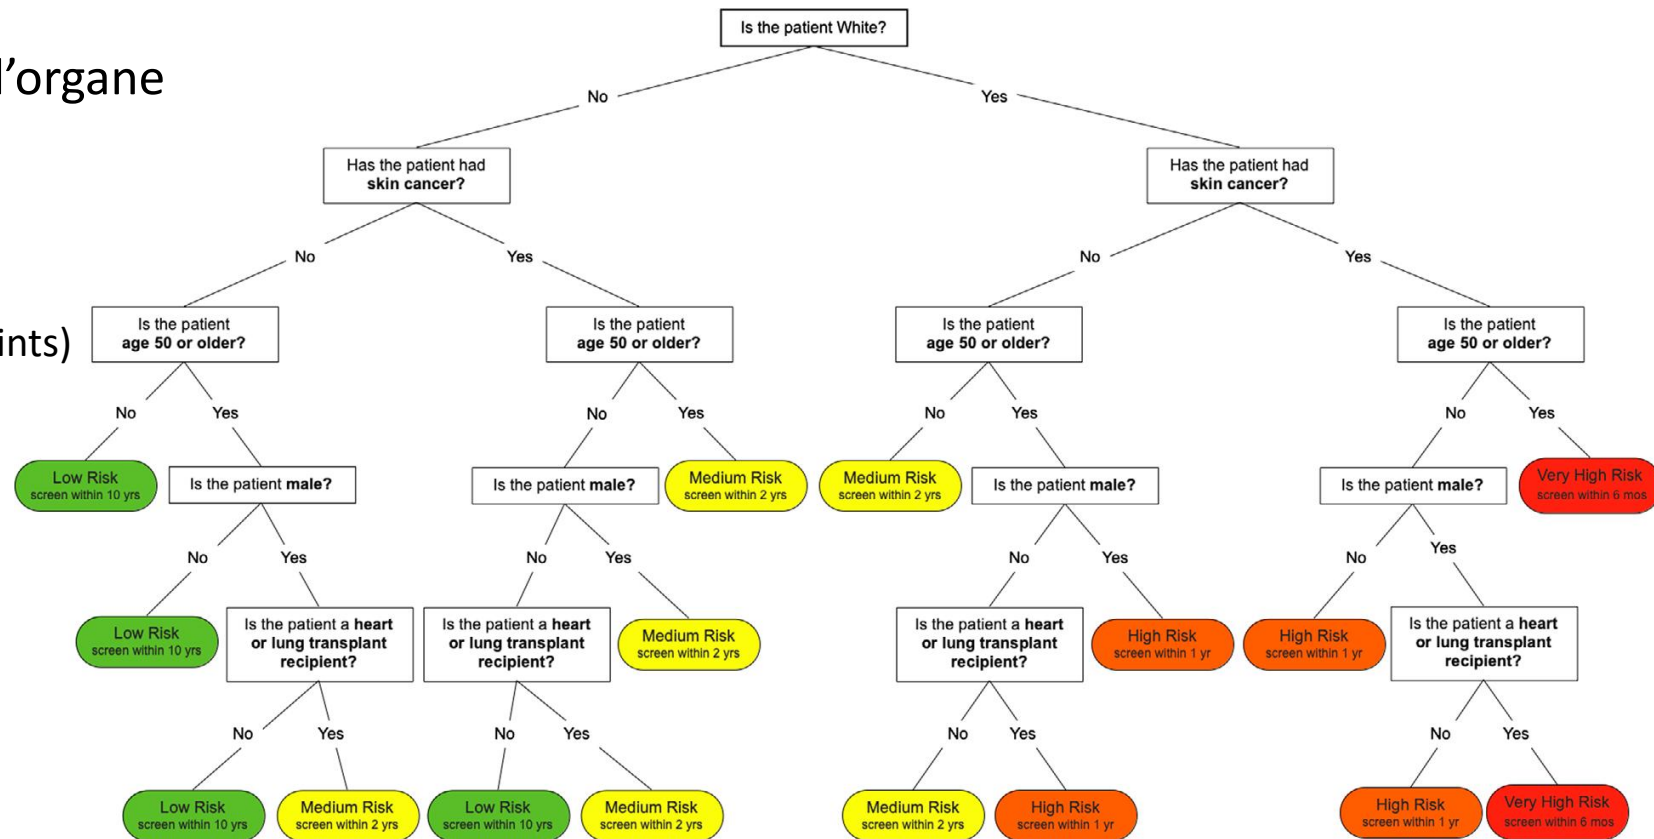 Is the patient White?
l’organe
No
Yes
Has the patient had
skin cancer?
Has the patient had
skin cancer?
No
Yes
No
Yes
ints)
Is the patient
age 50 or older?
Is the patient
age 50 or older?
Is the patient
age 50 or older?
Is the patient
age 50 or older?
No
Yes
No
Yes
No
Yes
No
Yes
Low Risk
screen within 10 yrs
Is the patient male?
Is the patient male?
Medium Risk
screen within 2 yrs
Medium Risk
screen within 2 yrs
Is the patient male?
Is the patient male?
Very High Risk
screen within 6 mos
No
Yes
No
Yes
No
Yes
No
Yes
Low Risk
screen within 10 yrs
Is the patient a heart
or lung transplant
recipient?
Is the patient a heart
or lung transplant
recipient?
Medium Risk
screen within 2 yrs
Is the patient a heart
or lung transplant
recipient?
High Risk
screen within 1 yr
High Risk
screen within 1 yr
Is the patient a heart
or lung transplant
recipient?
No
Yes
No
Yes
No
Yes
No
Yes
Low Risk
screen within 10 yrs
Medium Risk
screen within 2 yrs
Low Risk
screen within 10 yrs
Medium Risk
screen within 2 yrs
Medium Risk
screen within 2 yrs
High Risk
screen within 1 yr
High Risk
screen within 1 yr
Very High Risk
screen within 6 mos